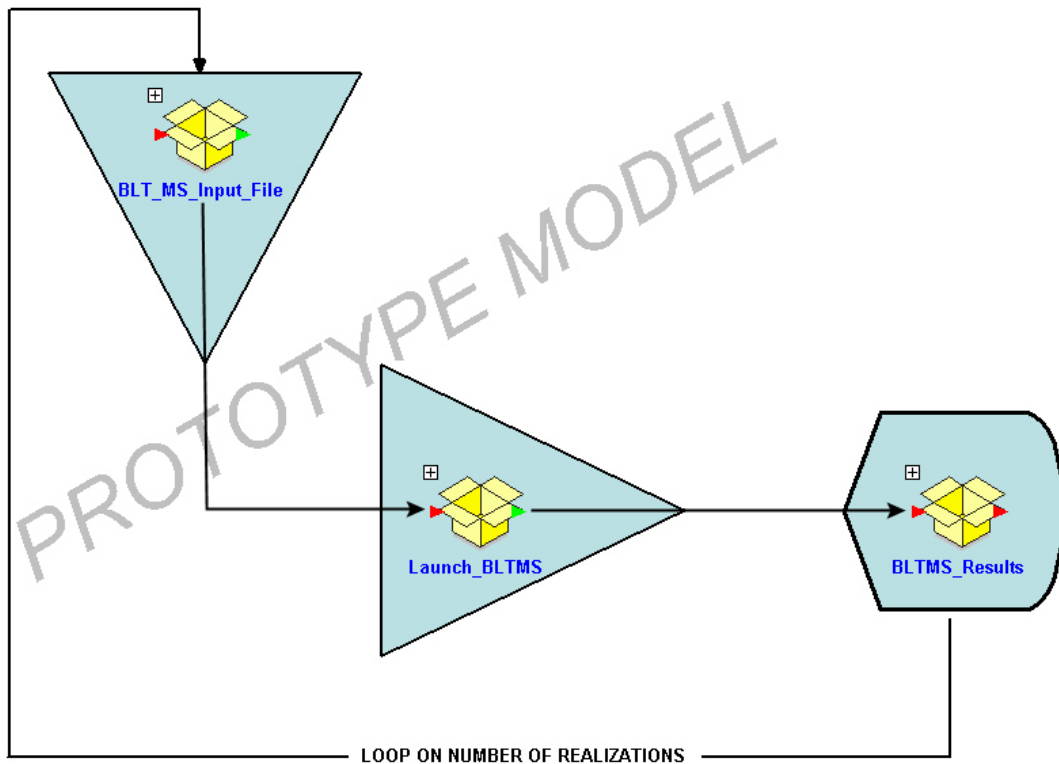 BLT_MS_Input_File
PROTOTYPE MODEL
Launch_BLTMS
BLTMS_Results
LOOP ON NUMBER OF REALIZATIONS